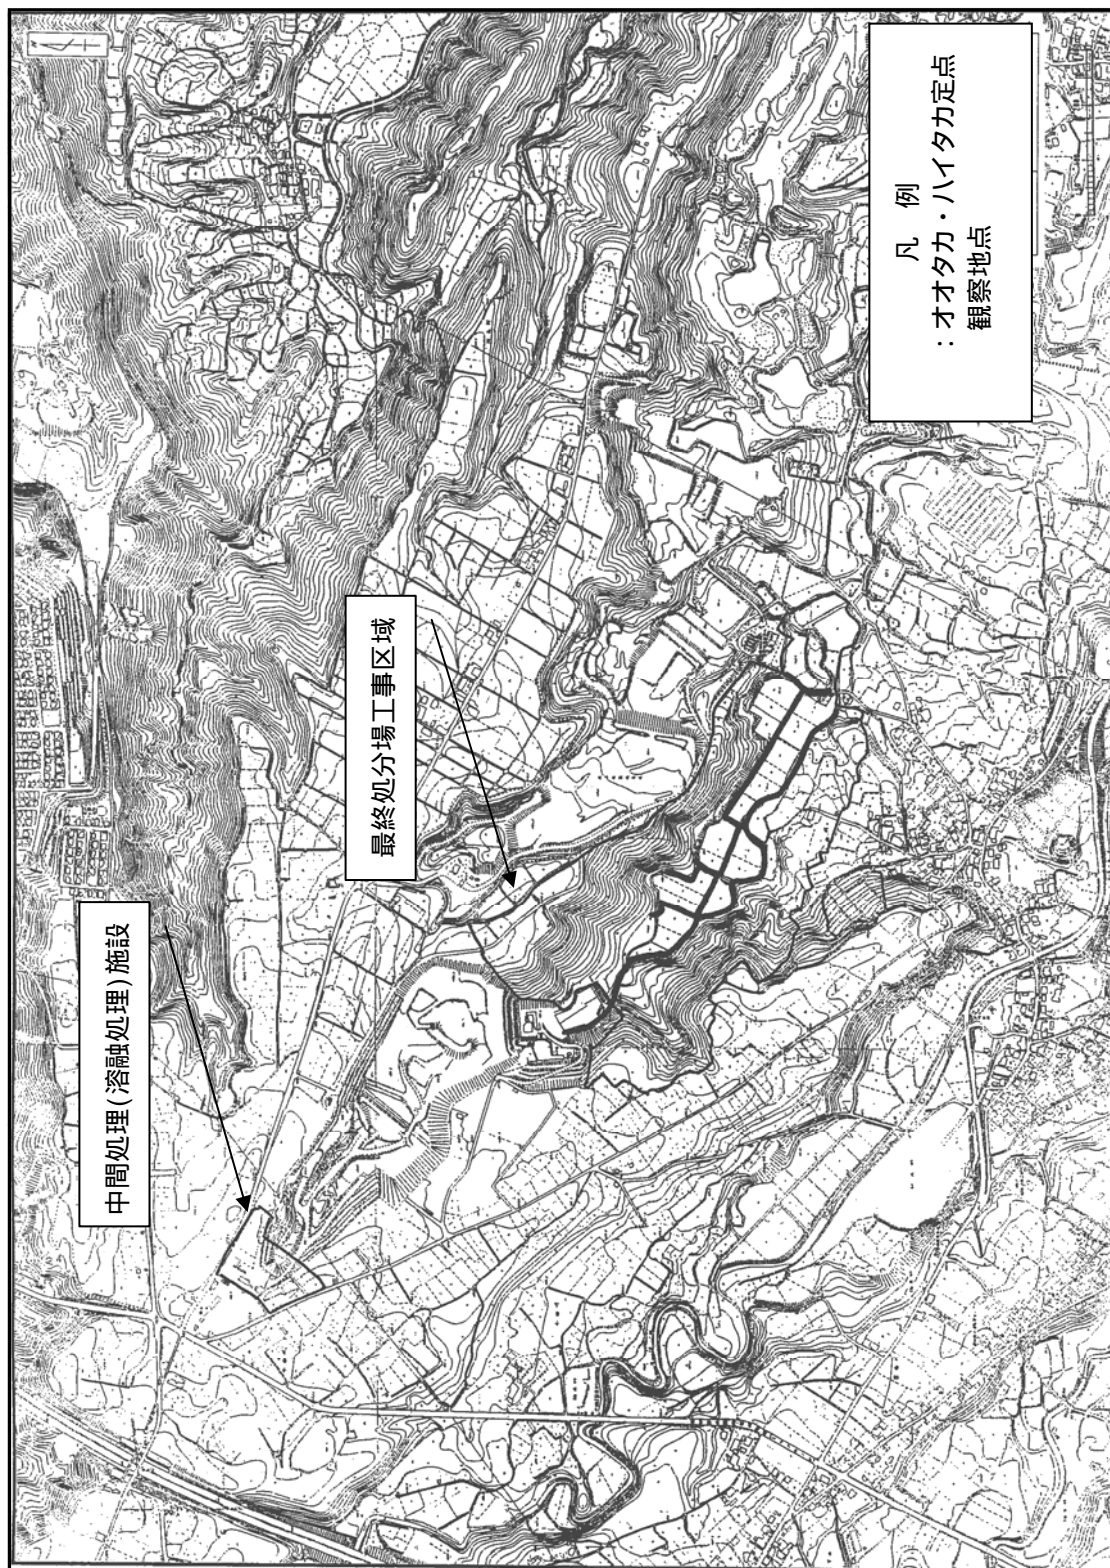 中間処理(溶融処理)施設
最終処分場工事区域
凡　例
：オオタカ・ハイタカ定点
観察地点